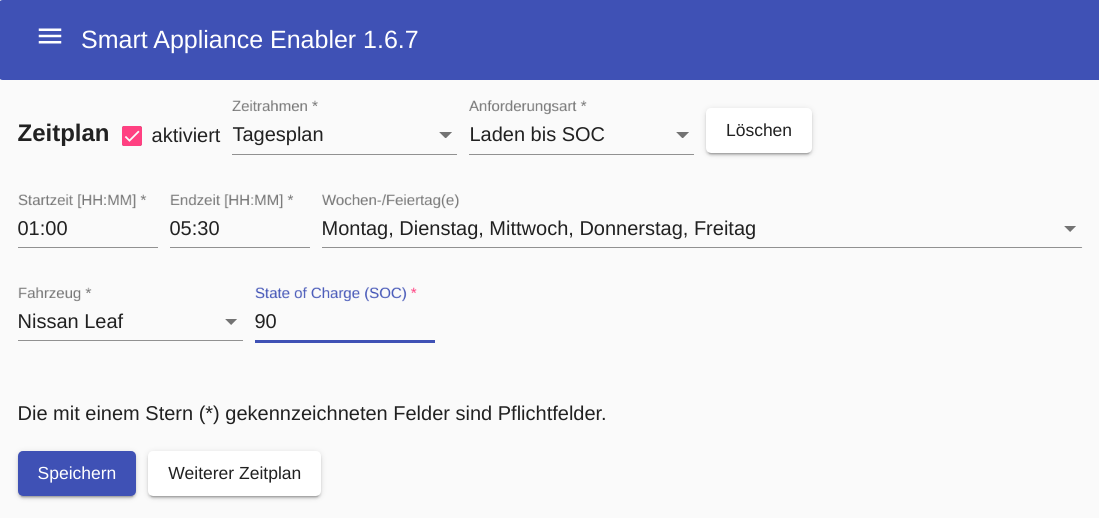 Smart Appliance Enabler 1.6.7
Zeitrahmen * Anforderungsart *
Zeitplan aktiviert Tagesplan Laden bis SOC Löschen
Startzeit [HH:MM] * Endzeit [HH:MM] * Wochen-/Feiertag(e)
01:00 05:30 Montag, Dienstag, Mittwoch, Donnerstag, Freitag
Fahrzeug * State of Charge (SOC) *
Nissan Leaf 90
Die mit einem Stern (*) gekennzeichneten Felder sind Pflichtfelder.
Speichern Weiterer Zeitplan